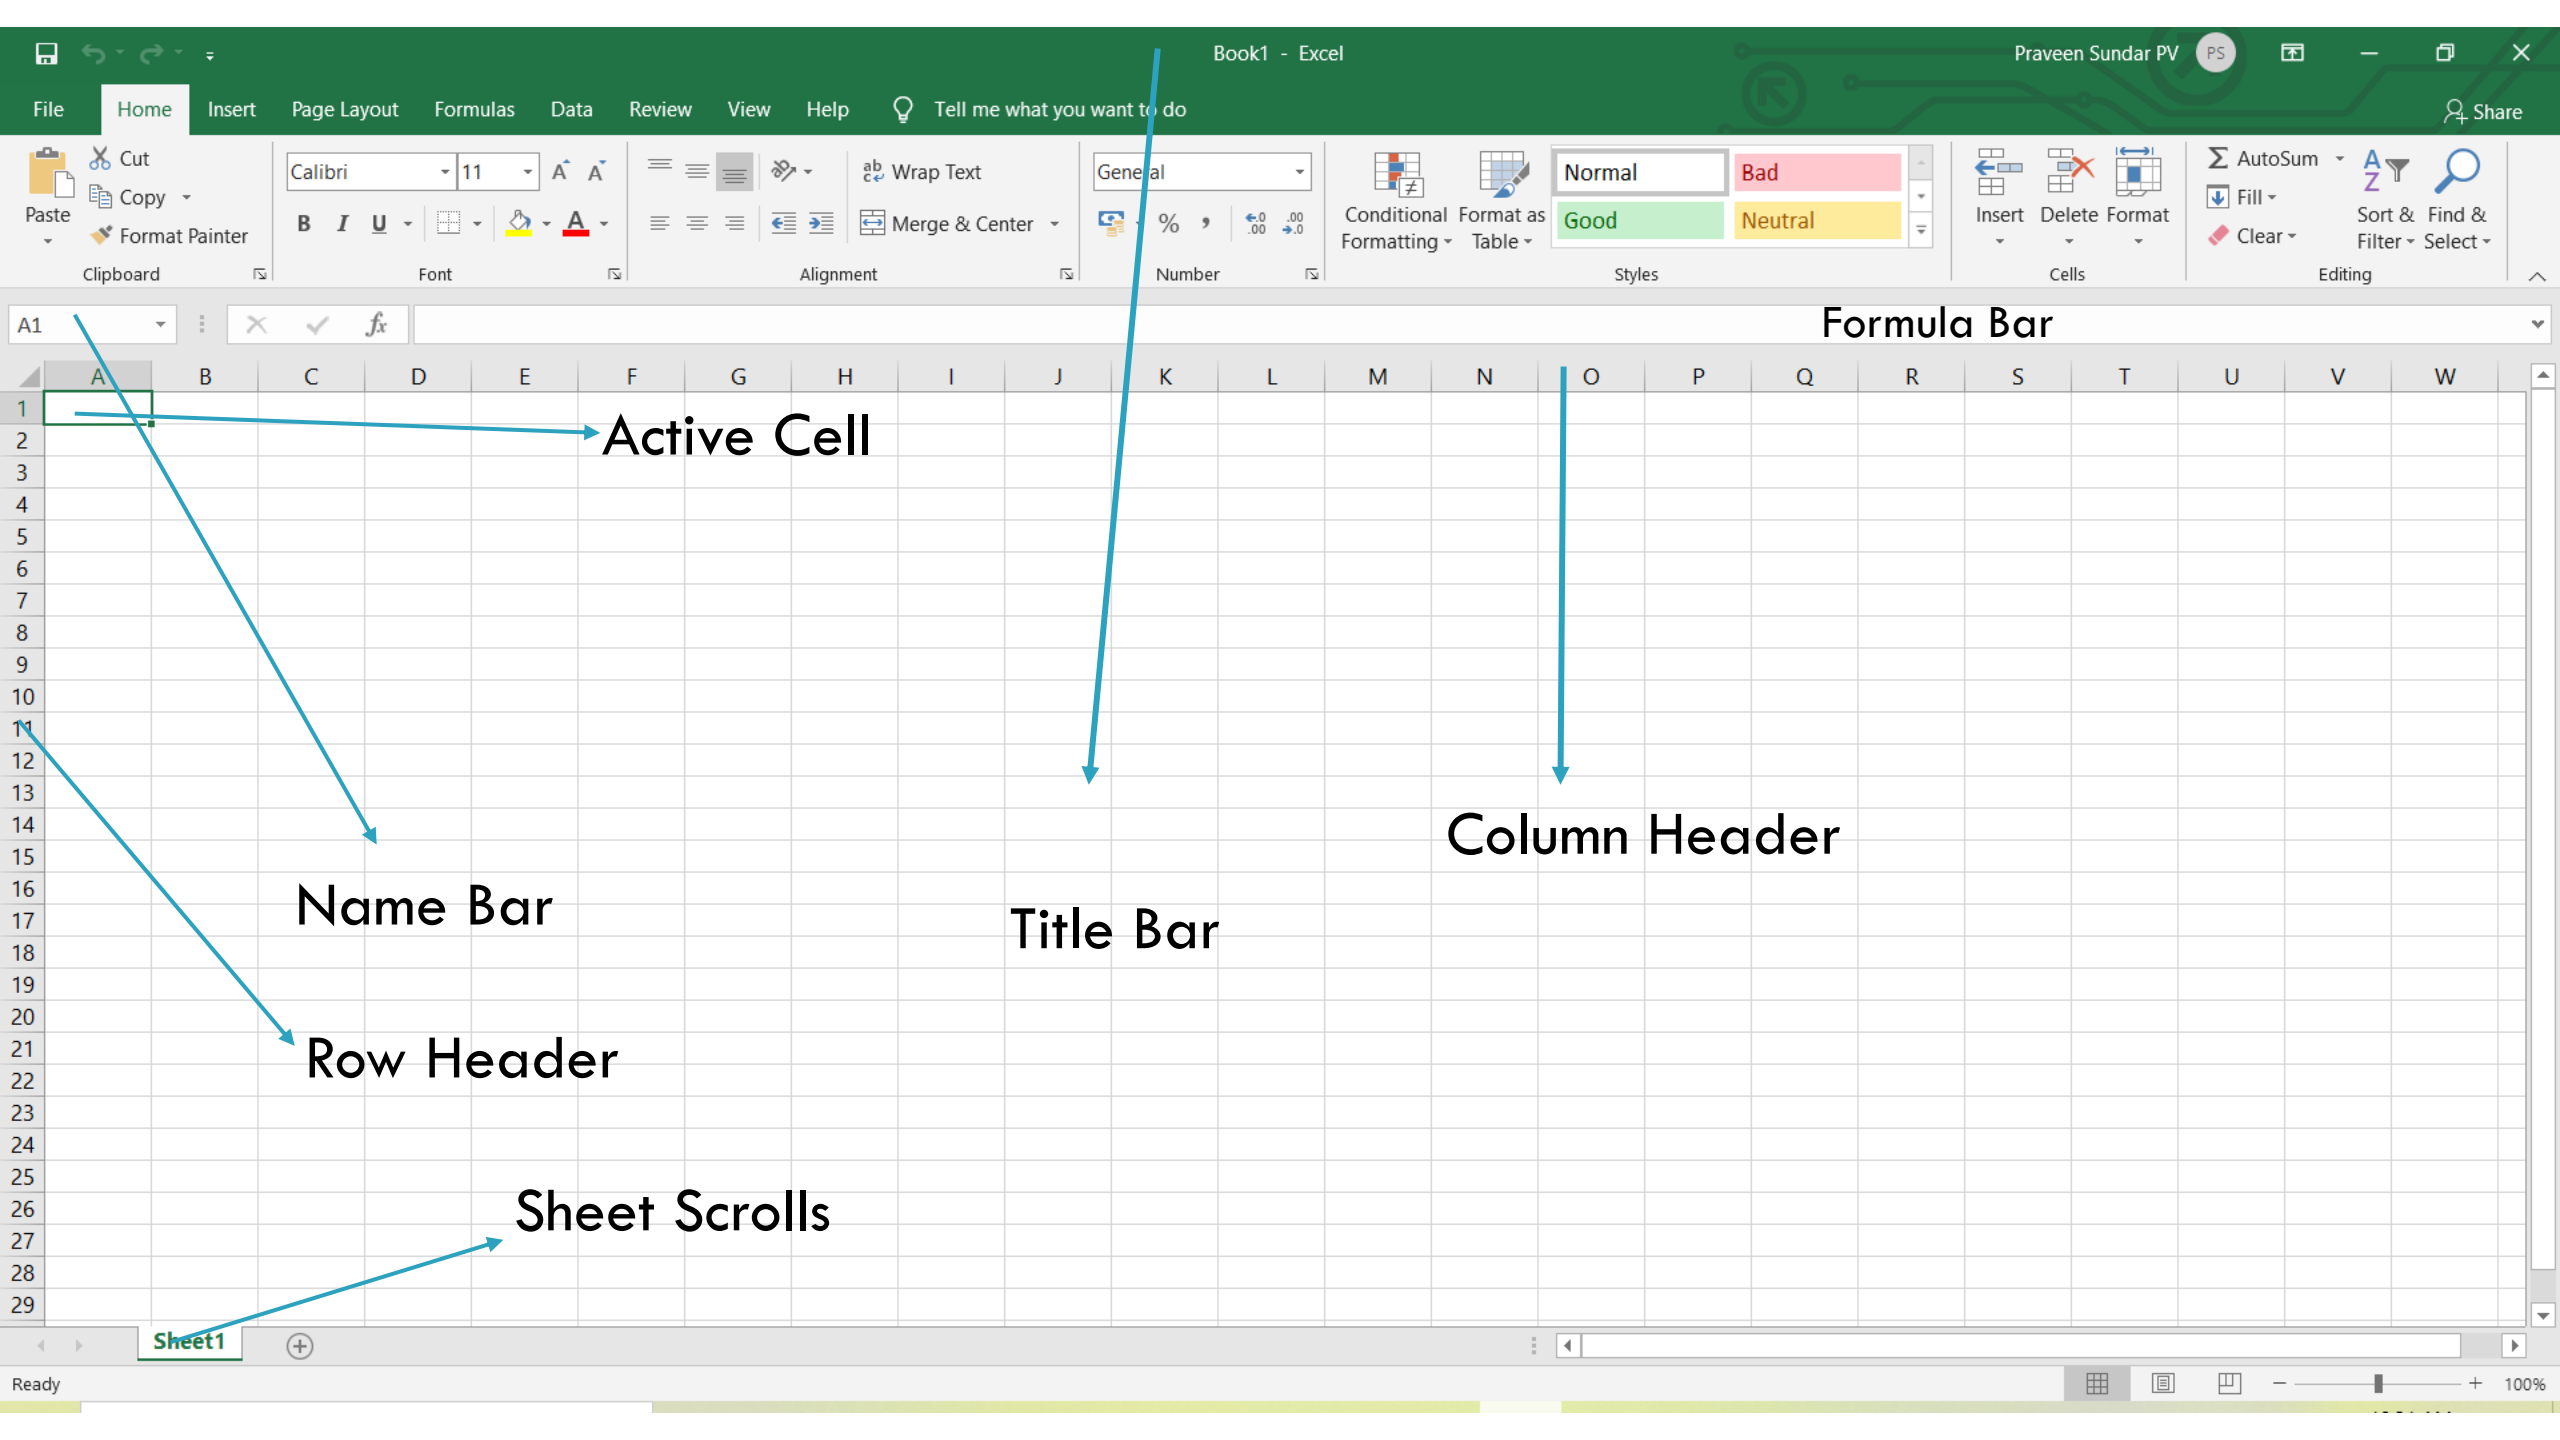 Book1 - Excel
Praveen Sundar PV PS
File Home Insert Page Layout Formulas Data Review View Help Tell me what you want to do Share
Cut
Copy
Format Painter
Paste
Calibri 11 A A
B I U A
ab c Wrap Text
Merge & Center
General
% , .0 .00 .00 .0
Conditional Formatting
Format as Table
Normal Bad
Good Neutral
Insert Delete Format
Σ AutoSum
Fill
Clear
A Z
Sort & Filter
Find & Select
Clipboard Font Alignment Number Styles Cells Editing
A1 fx Formula Bar
A B C D E F G H I J K L M N O P Q R S T U V W
1
Active Cell
2
3
4
5
6
7
8
9
10
11
12
13
14
Column Header
15
16
Name Bar
17
Title Bar
18
19
20
21
Row Header
22
23
24
25
26
Sheet Scrolls
27
28
29
Sheet1
Ready 100%